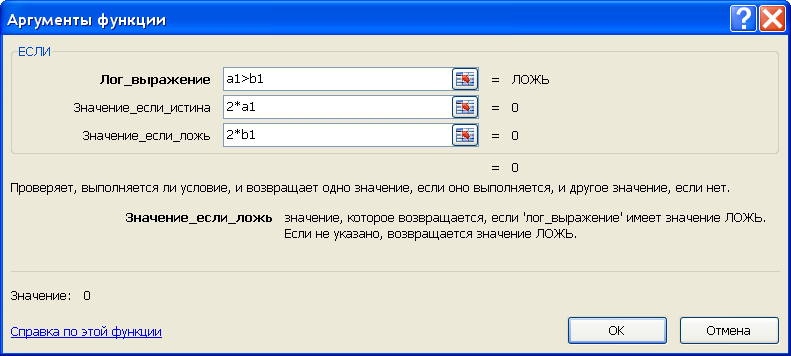 Аргументы функции
ЕСЛИ
Лог_выражение a1>b1 = ЛОЖЬ
Значение_если_истина 2*a1 = 0
Значение_если_ложь 2*b1 = 0
= 0
Проверяет, выполняется ли условие, и возвращает одно значение, если оно выполняется, и другое значение, если нет.
Значение_если_ложь значение, которое возвращается, если 'лог_выражение' имеет значение ЛОЖЬ.
Если не указано, возвращается значение ЛОЖЬ.
Значение: 0
Справка по этой функции OK Отмена